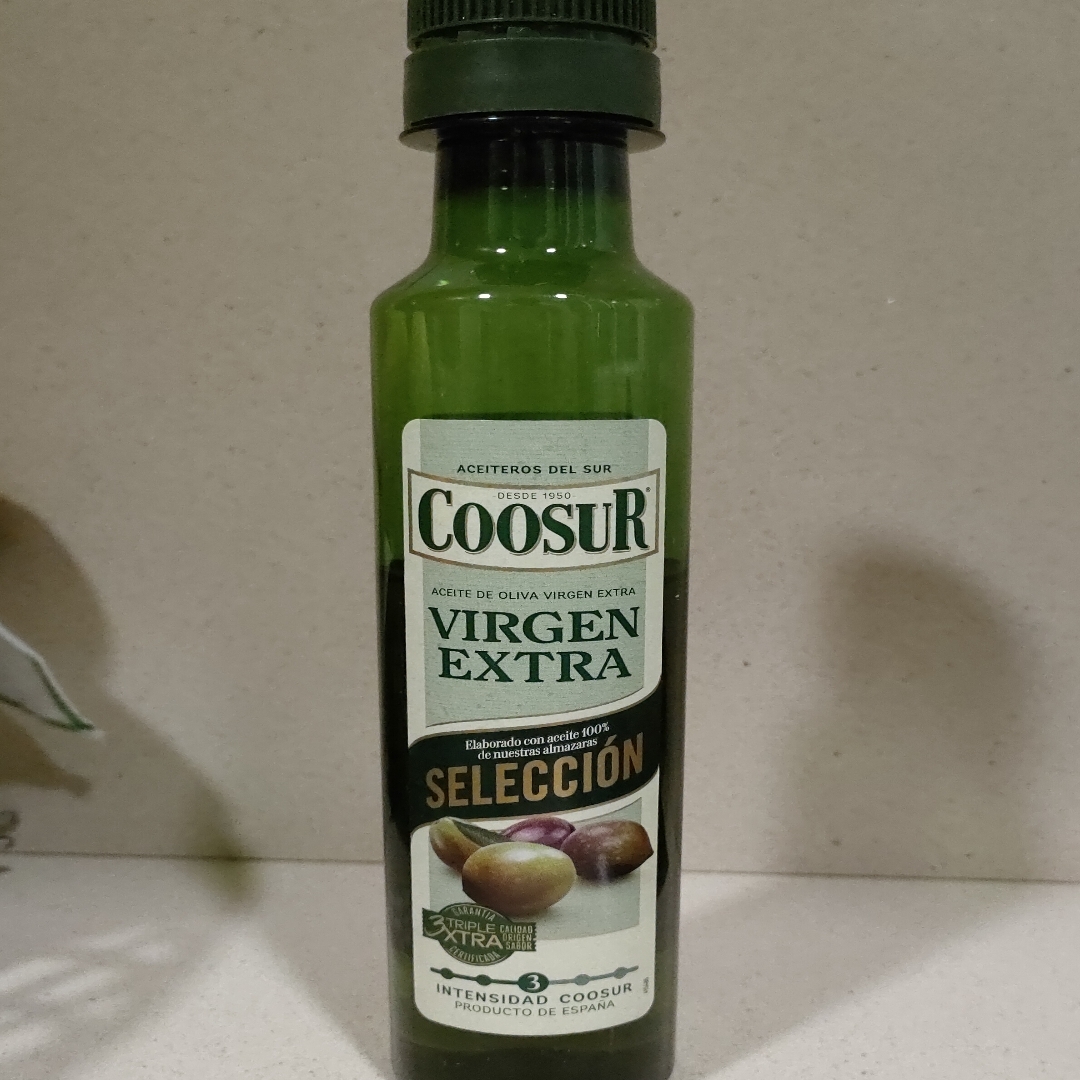 ACEITEROS DEL SUR
DESDE 1950
COOSUR®
ACEITE DE OLIVA VIRGEN EXTRA
VIRGEN
EXTRA
Elaborado con aceite 100%
de nuestras almazaras
SELECCIÓN
GARANTÍA
3 TRIPLE
XTRA
CALIDAD
ORIGEN
SABOR
CERTIFICADA
3
INTENSIDAD COOSUR
PRODUCTO DE ESPAÑA